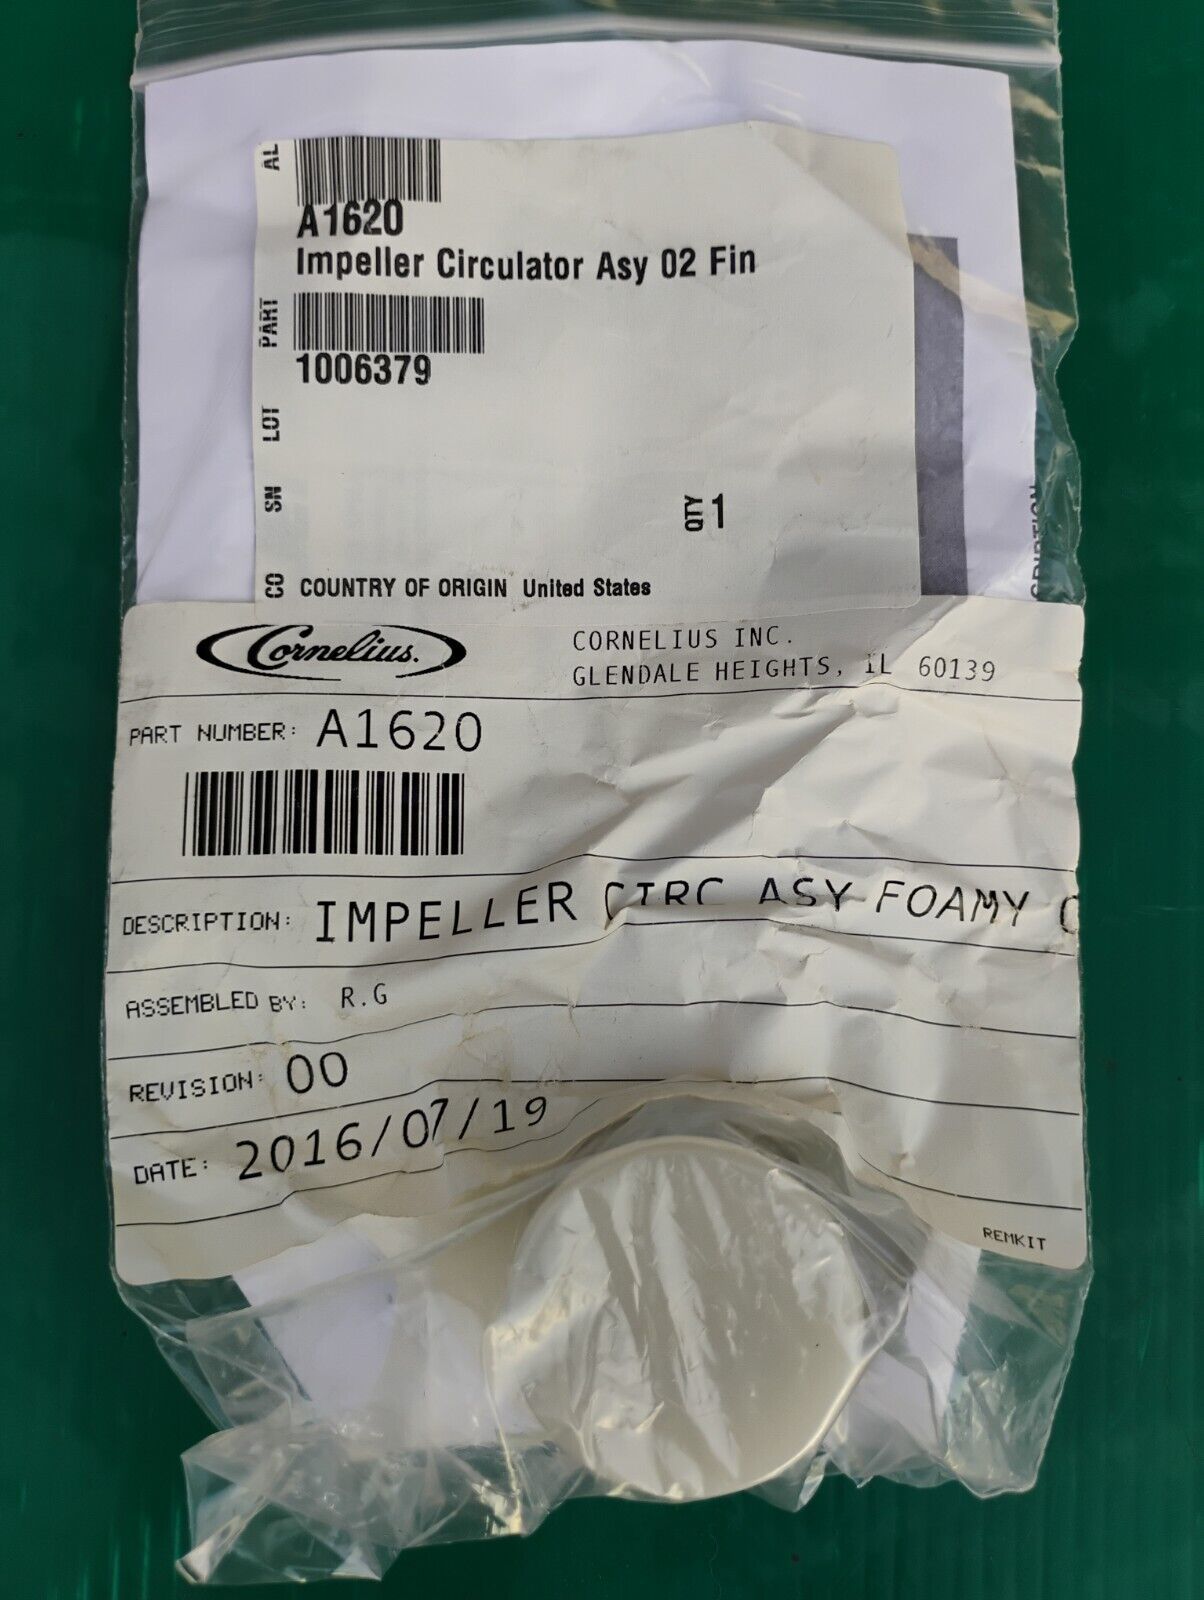 AL
A1620
Impeller Circulator Asy 02 Fin
PART
1006379
LOT
SN
QTY 1
CO COUNTRY OF ORIGIN United States
Cornelius.
CORNELIUS INC.
GLENDALE HEIGHTS, IL 60139
PART NUMBER: A1620
DESCRIPTION: IMPELLER CIRC ASY FOAMY
ASSEMBLED BY: R.G
REVISION: 00
DATE: 2016/07/19
REMKIT